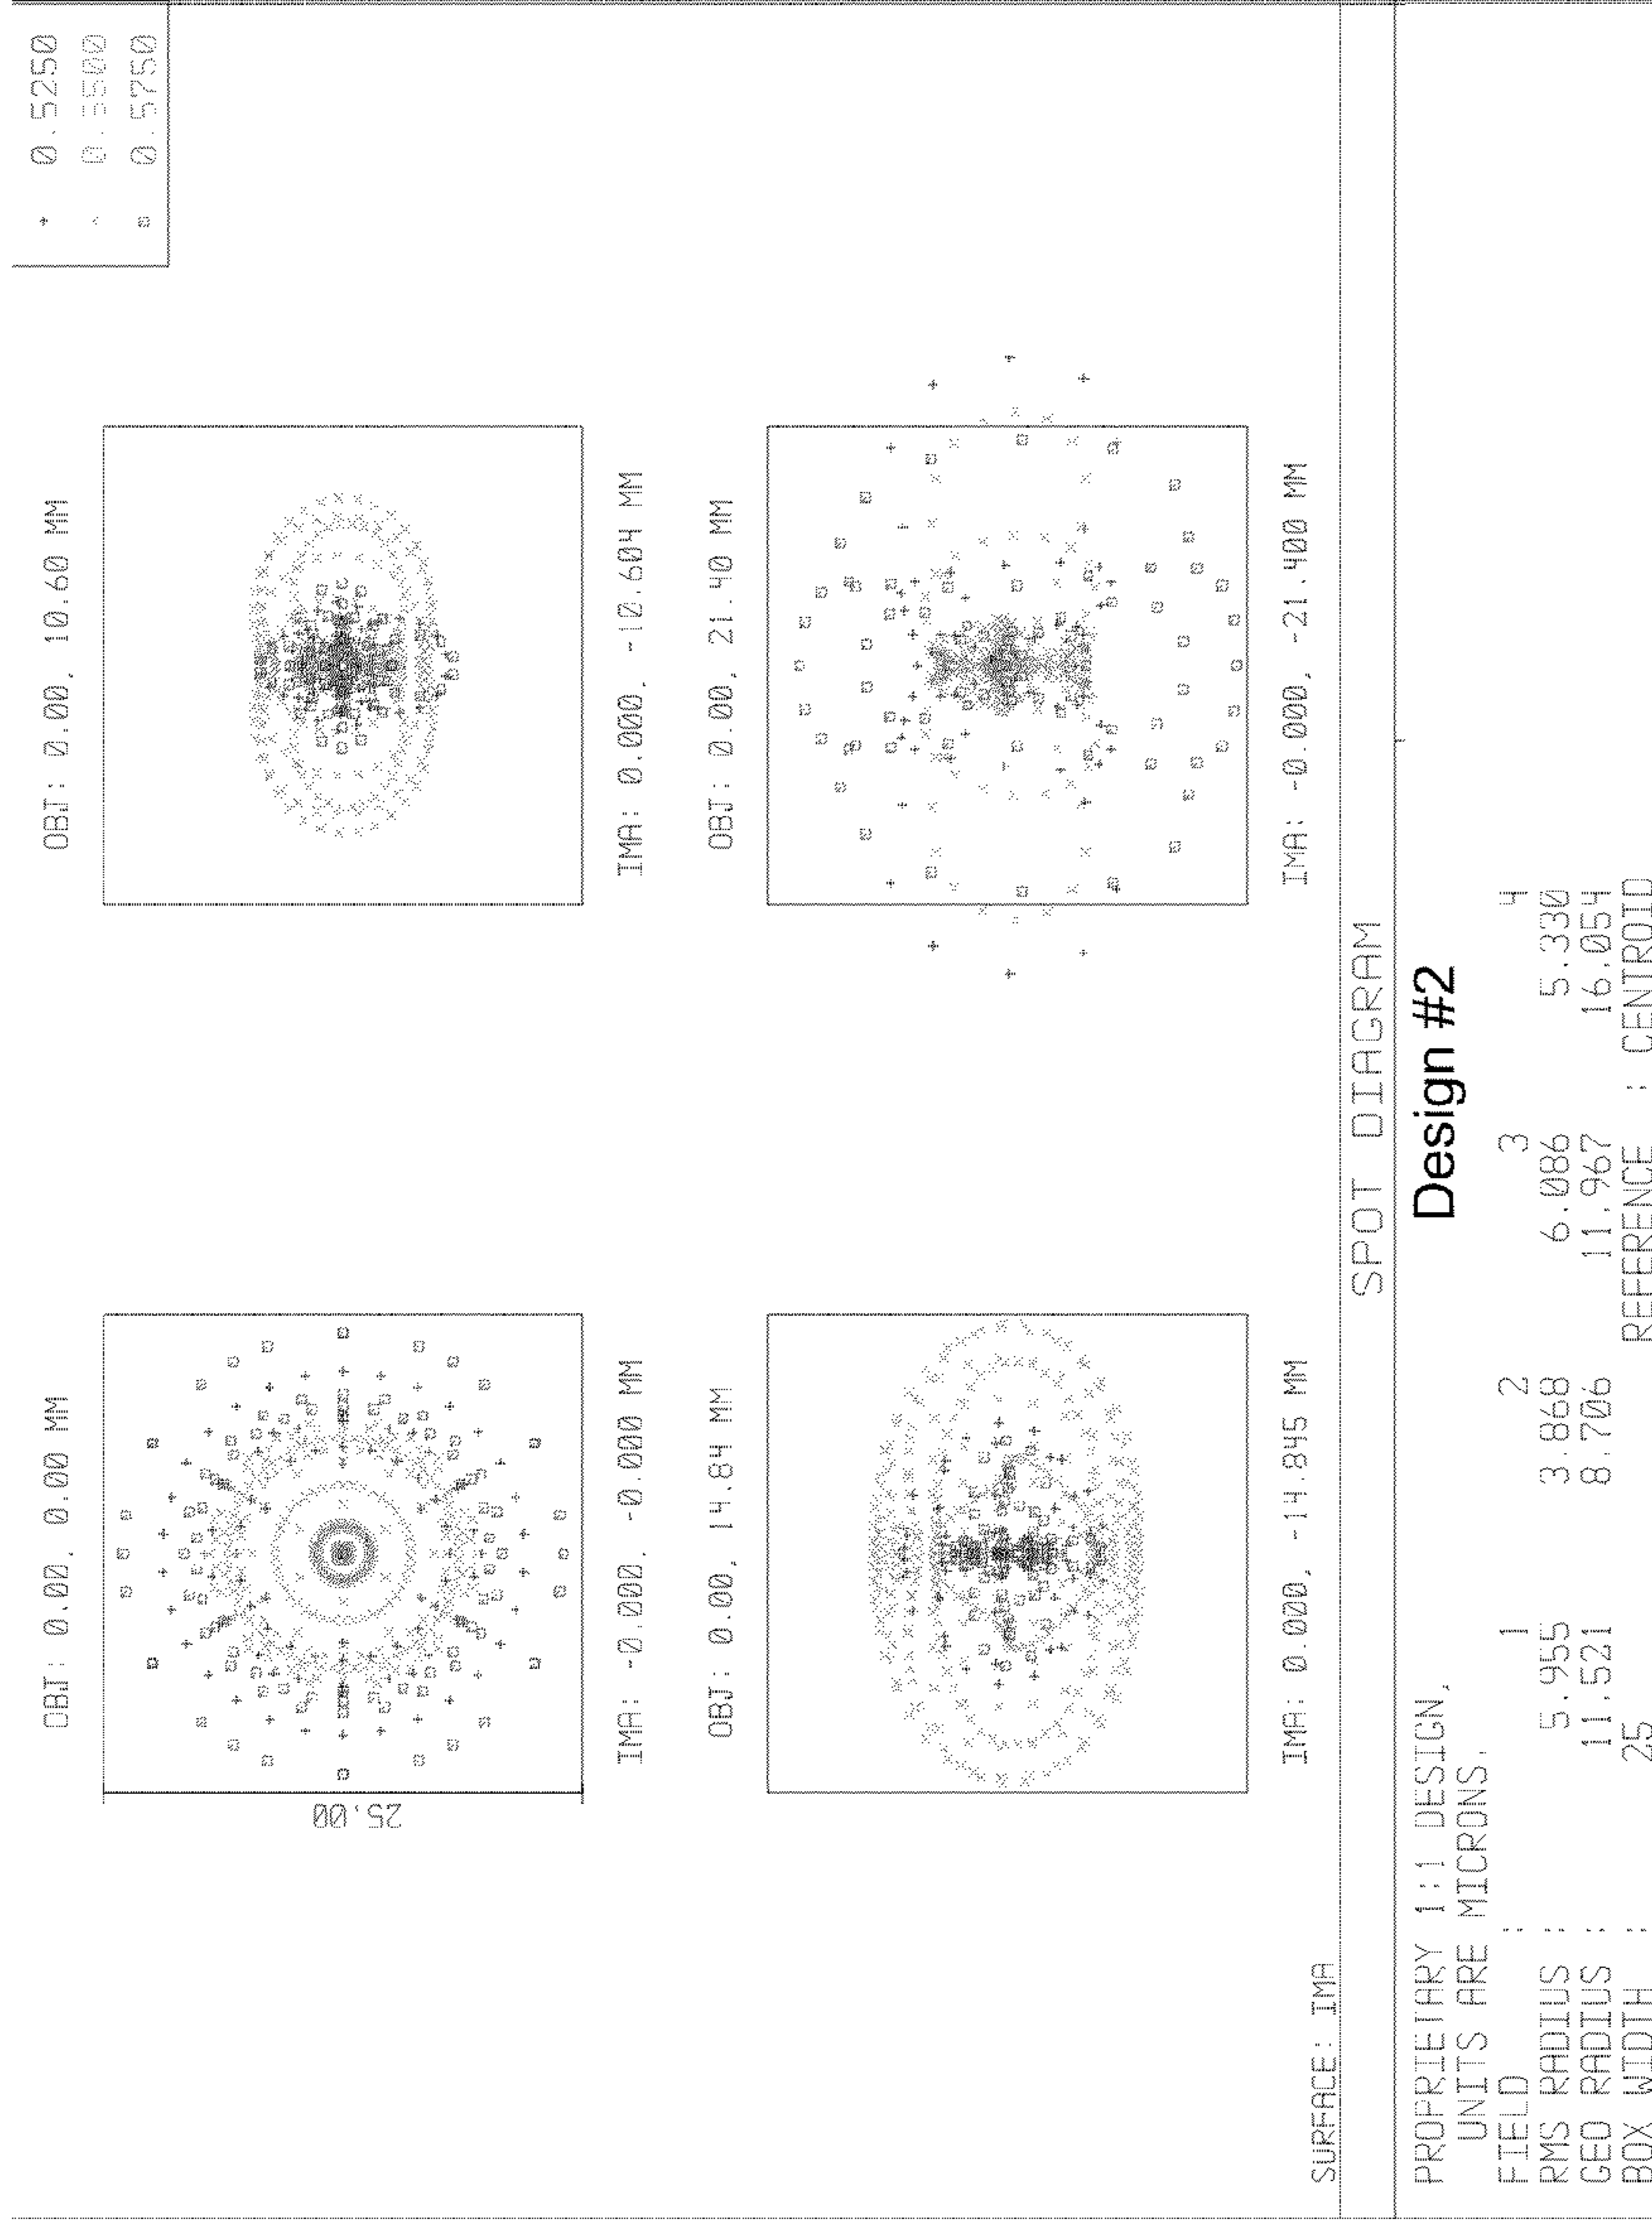 + 0.5250
× 0.5500
▫ 0.5750
OBJ: 0.00, 0.00 MM
OBJ: 0.00, 10.60 MM
25.00
IMA: -0.000, -0.000 MM
IMA: 0.000, -10.604 MM
OBJ: 0.00, 14.84 MM
OBJ: 0.00, 21.40 MM
IMA: 0.000, -14.845 MM
IMA: -0.000, -21.400 MM
SURFACE: IMA
SPOT DIAGRAM
Design #2
PROPRIETARY 1:1 DESIGN,
UNITS ARE MICRONS.
FIELD : 1 2 3 4
RMS RADIUS : 5.955 3.868 6.086 5.330
GEO RADIUS : 11.521 8.706 11.967 16.054
BOX WIDTH : 25 REFERENCE : CENTROID